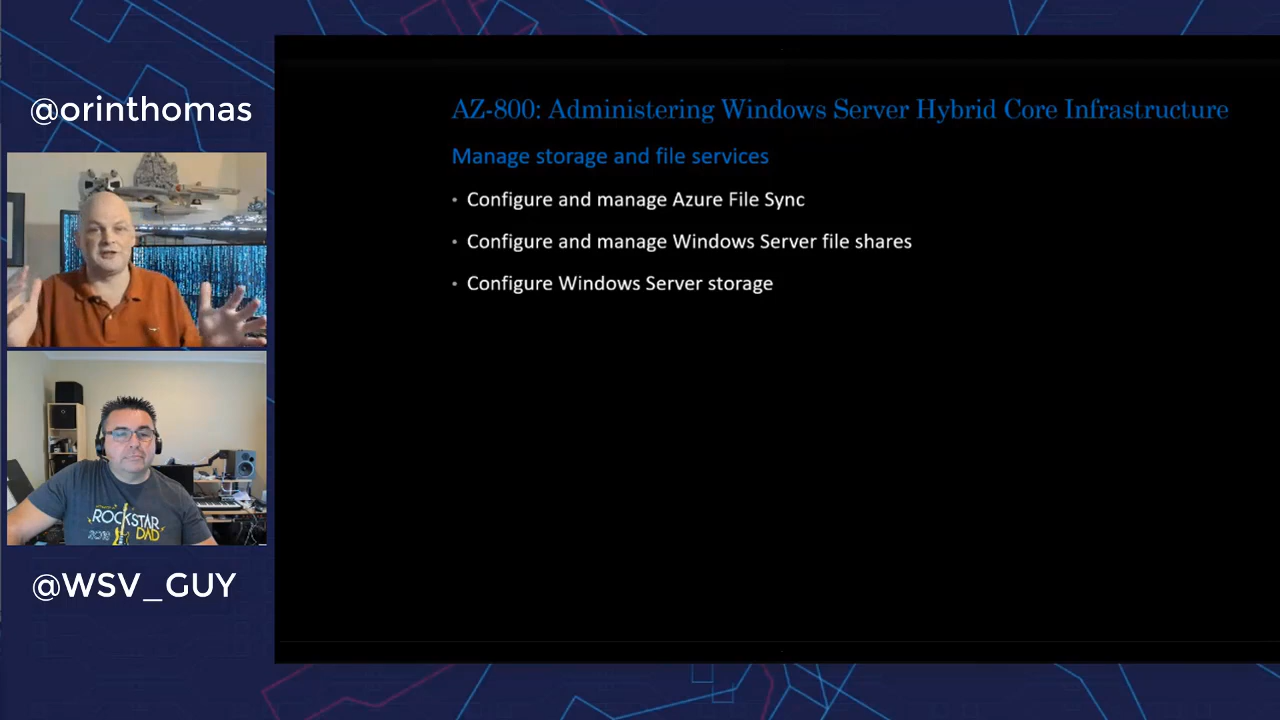 @orinthomas
AZ-800: Administering Windows Server Hybrid Core Infrastructure
Manage storage and file services
• Configure and manage Azure File Sync
• Configure and manage Windows Server file shares
• Configure Windows Server storage
ROCKSTAR
2018 DAD
@WSV_GUY